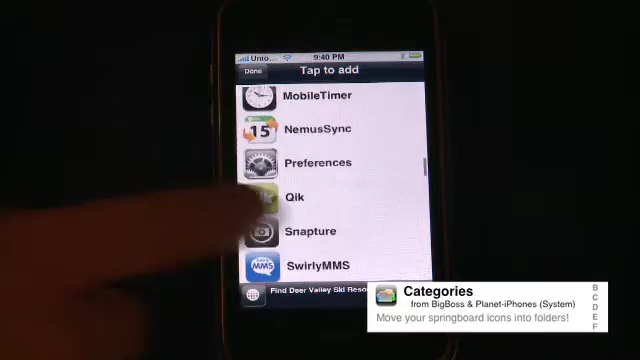 Unio... 9:40 PM
Done Tap to add
MobileTimer
15 NemusSync
Preferences
Qik
Snapture
MMS SwirlyMMS
Find Deer Valley Ski Reso
Categories
from BigBoss & Planet-iPhones (System)
Move your springboard icons into folders!
B
C
D
E
F